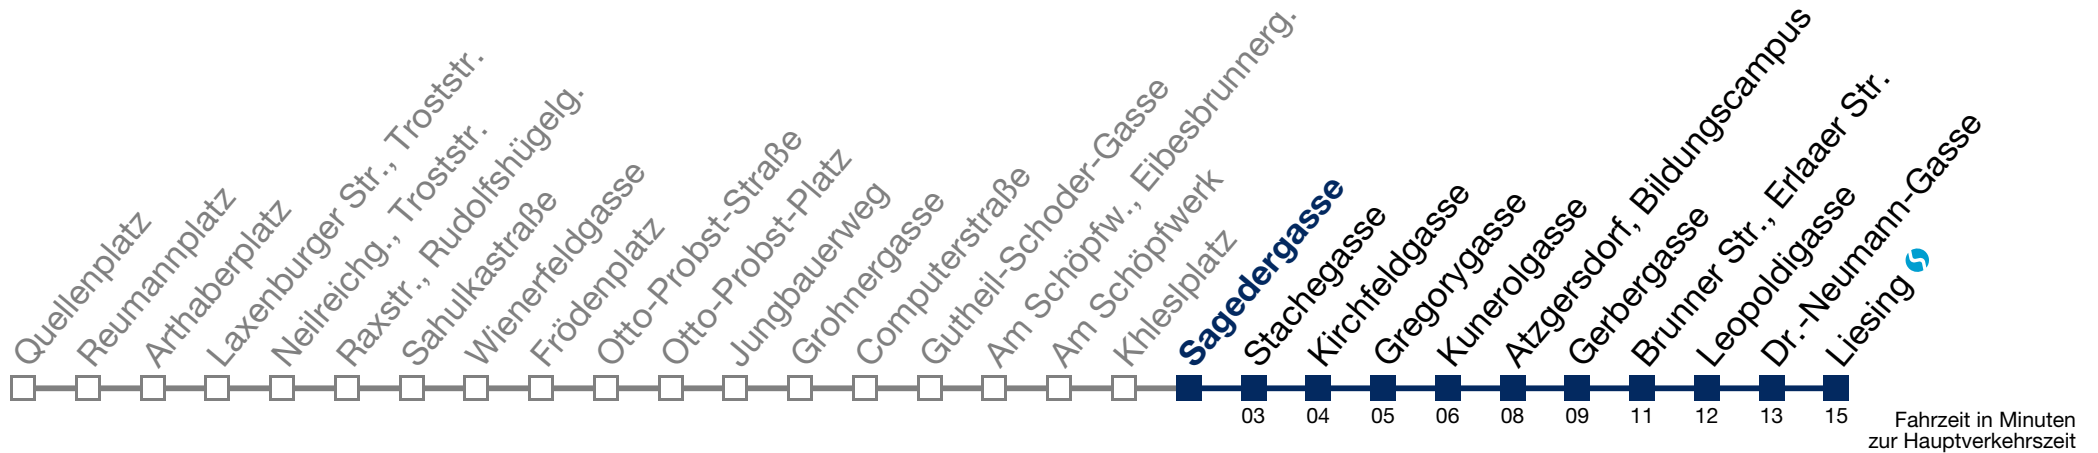 Quellenplatz
Reumannplatz
Arthaberplatz
Laxenburger Str., Troststr.
Neilreichg., Troststr.
Raxstr., Rudolfshügelg.
Sahulkastraße
Wienerfeldgasse
Frödenplatz
Otto-Probst-Straße
Otto-Probst-Platz
Jungbauerweg
Grohnergasse
Computerstraße
Gutheil-Schoder-Gasse
Am Schöpfw., Eibesbrunnerg.
Am Schöpfwerk
Khleslplatz
Sagedergasse
Stachegasse
Kirchfeldgasse
Gregorygasse
Kunerolgasse
Atzgersdorf, Bildungscampus
Gerbergasse
Brunner Str., Erlaaer Str.
Leopoldigasse
Dr.-Neumann-Gasse
Liesing
03 04 05 06 08 09 11 12 13 15
Fahrzeit in Minuten
zur Hauptverkehrszeit